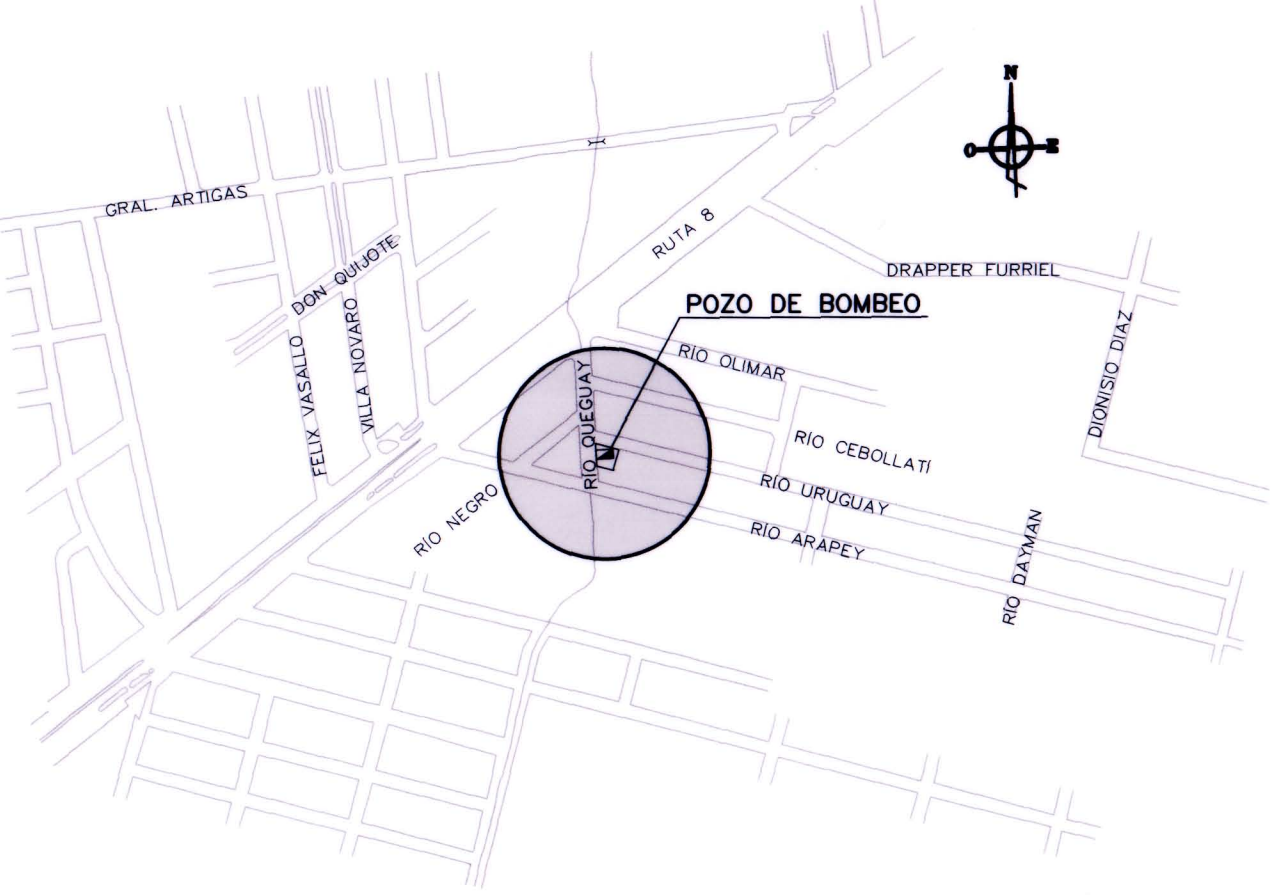 N
O E
GRAL. ARTIGAS
RUTA 8
DON QUIJOTE
DRAPPER FURRIEL
POZO DE BOMBEO
VILLA NOVARO
FELIX VASALLO
DIONISIO DIAZ
RÍO OLIMAR
RÍO QUEGUAY
RÍO CEBOLLATÍ
RÍO URUGUAY
RÍO NEGRO
RÍO ARAPEY
RÍO DAYMAN